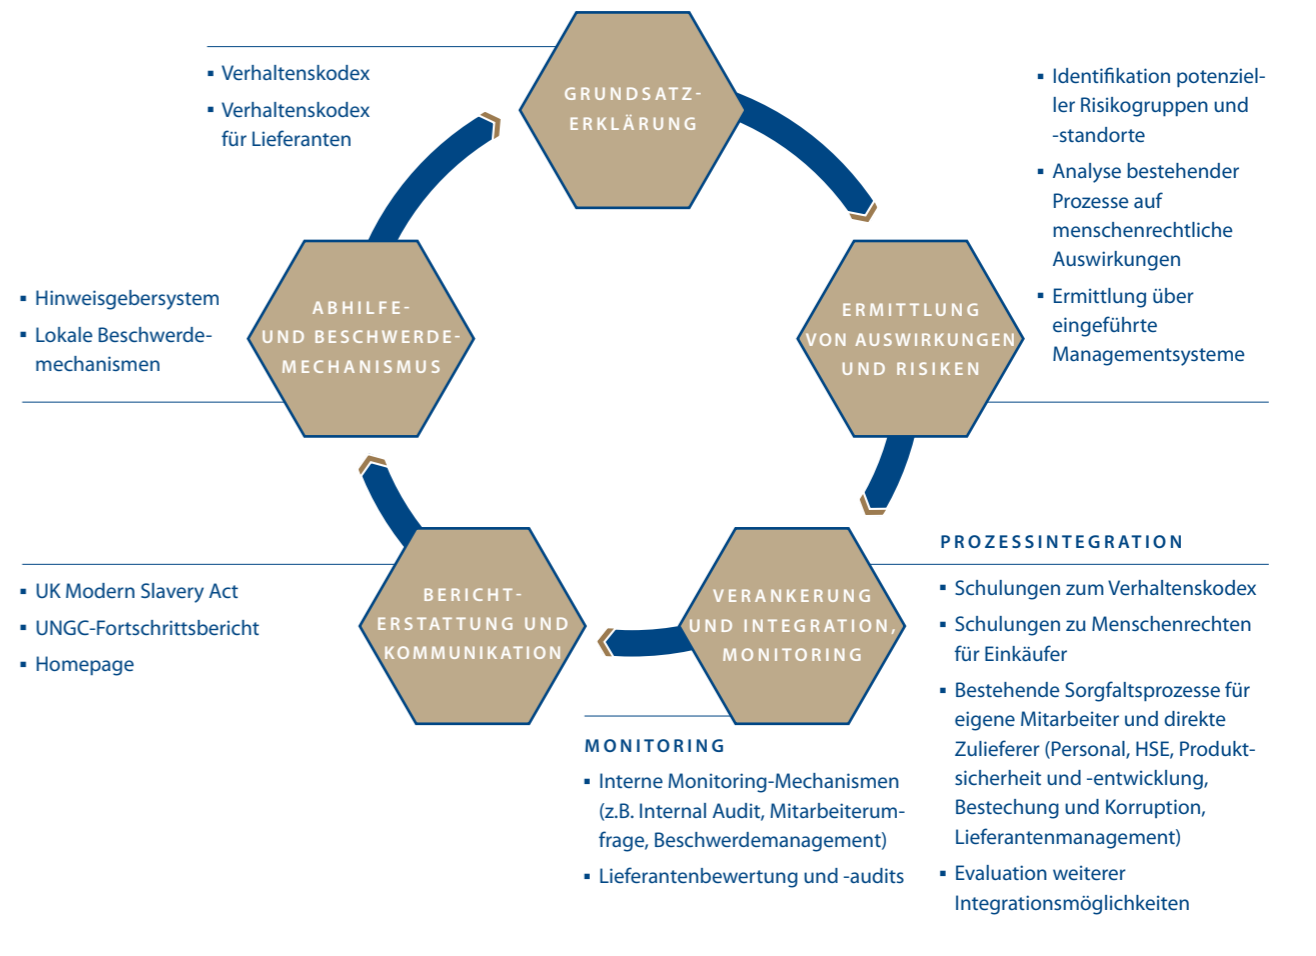 GRUNDSATZ-
ERKLÄRUNG
▪ Verhaltenskodex
▪ Verhaltenskodex
für Lieferanten
▪ Identifikation potenziel-
ler Risikogruppen und
-standorte
▪ Analyse bestehender
Prozesse auf
menschenrechtliche
Auswirkungen
▪ Ermittlung über
eingeführte
Managementsysteme
ERMITTLUNG
VON AUSWIRKUNGEN
UND RISIKEN
ABHILFE-
UND BESCHWERDE-
MECHANISMUS
▪ Hinweisgebersystem
▪ Lokale Beschwerde-
mechanismen
PROZESSINTEGRATION
▪ Schulungen zum Verhaltenskodex
▪ Schulungen zu Menschenrechten
für Einkäufer
▪ Bestehende Sorgfaltsprozesse für
eigene Mitarbeiter und direkte
Zulieferer (Personal, HSE, Produkt-
sicherheit und -entwicklung,
Bestechung und Korruption,
Lieferantenmanagement)
▪ Evaluation weiterer
Integrationsmöglichkeiten
VERANKERUNG
UND INTEGRATION,
MONITORING
MONITORING
▪ Interne Monitoring-Mechanismen
(z.B. Internal Audit, Mitarbeiterum-
frage, Beschwerdemanagement)
▪ Lieferantenbewertung und -audits
BERICHT-
ERSTATTUNG UND
KOMMUNIKATION
▪ UK Modern Slavery Act
▪ UNGC-Fortschrittsbericht
▪ Homepage